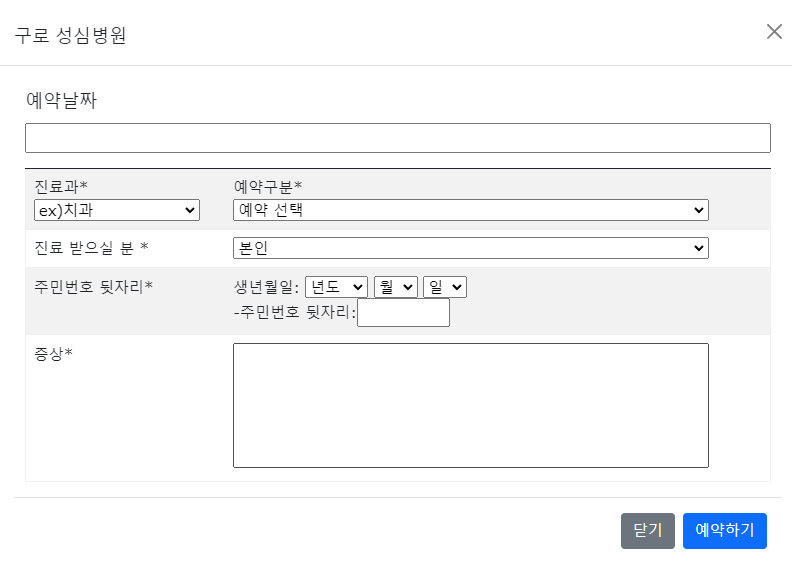 구로 성심병원
예약날짜
진료과* 예약구분*
ex)치과 예약 선택
진료 받으실 분 * 본인
주민번호 뒷자리* 생년월일: 년도 월 일
-주민번호 뒷자리:
증상*
닫기 예약하기